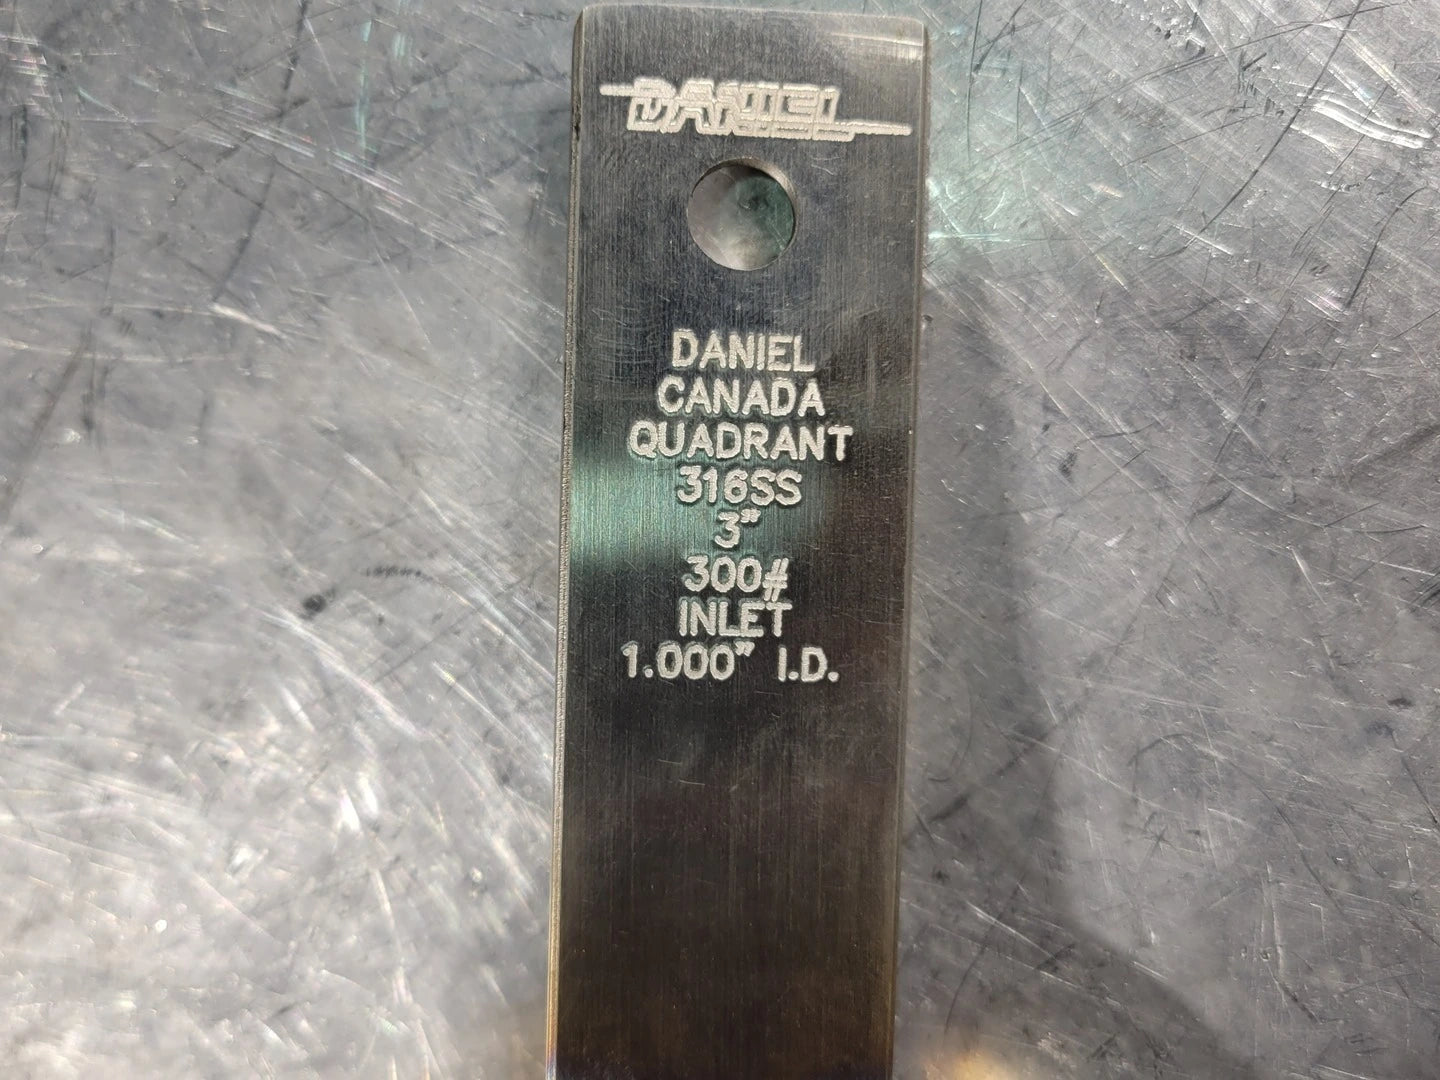 DANIEL
DANIEL
CANADA
QUADRANT
316SS
3"
300#
INLET
1.000" I.D.